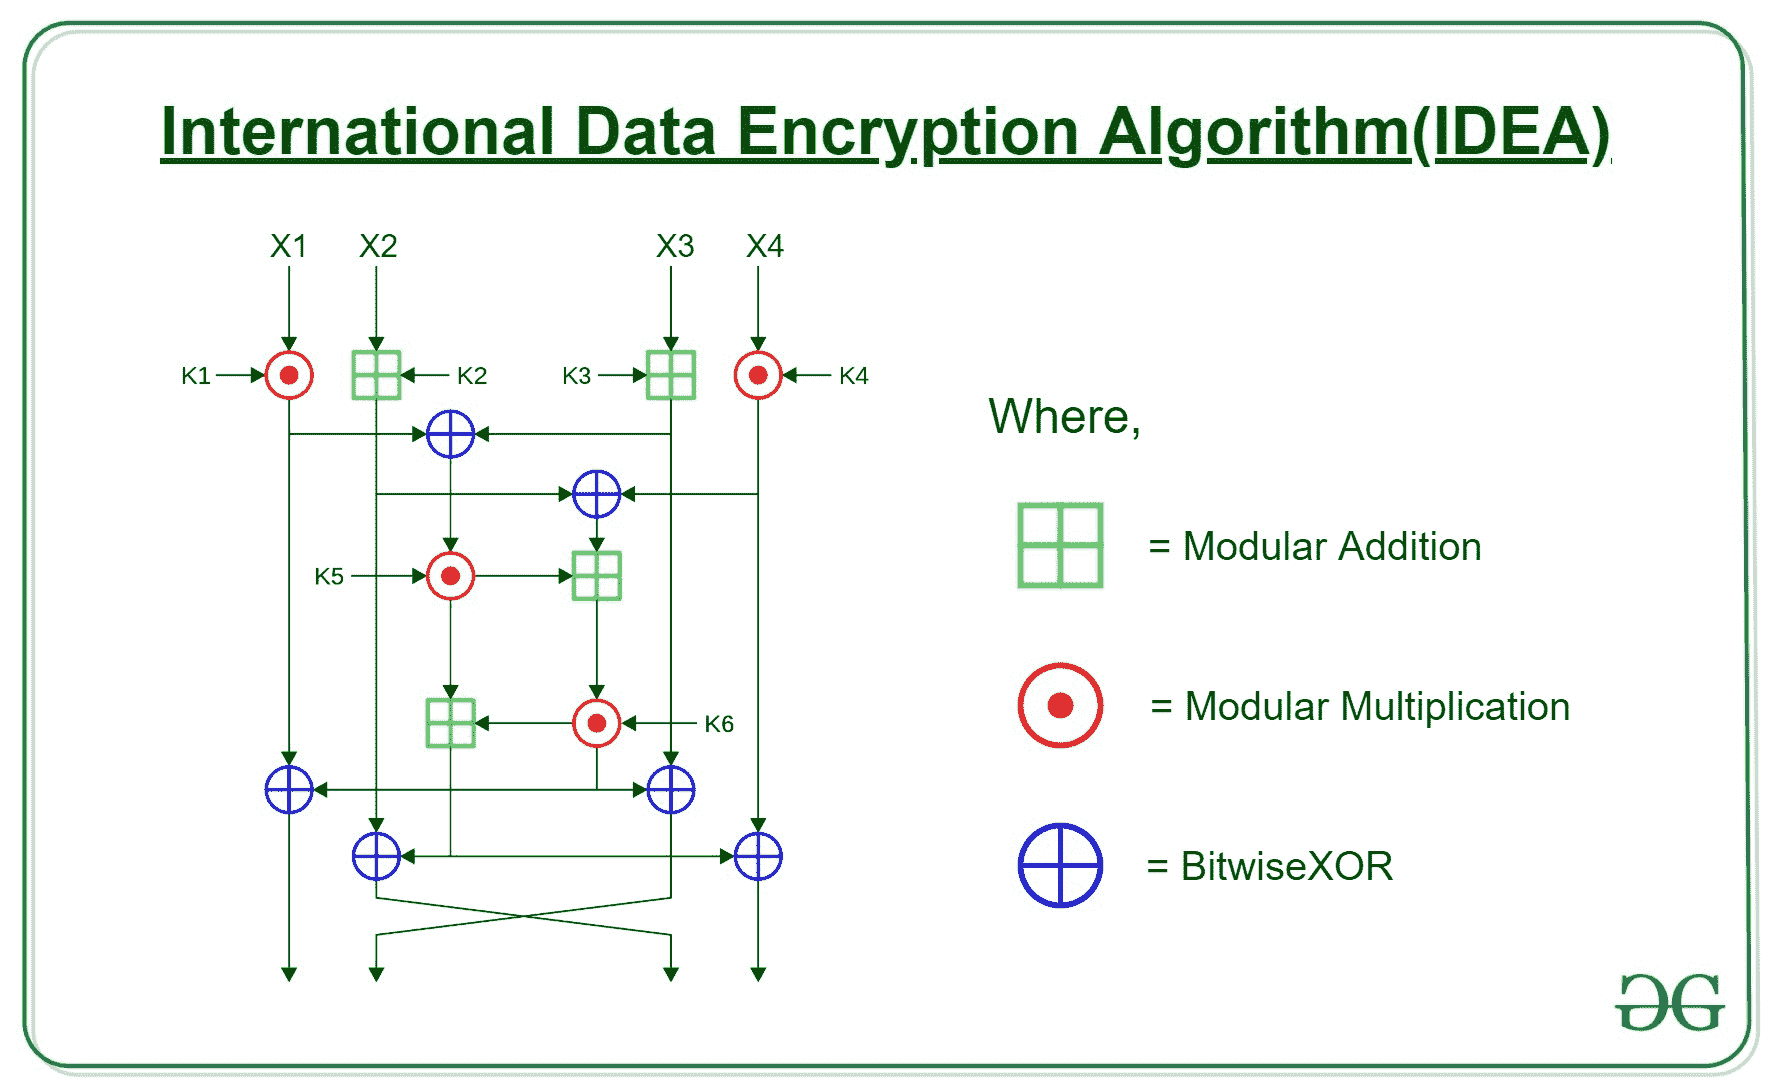 International Data Encryption Algorithm(IDEA)
X1 X2 X3 X4
K1 K2 K3 K4
Where,
K5
= Modular Addition
K6
= Modular Multiplication
= BitwiseXOR